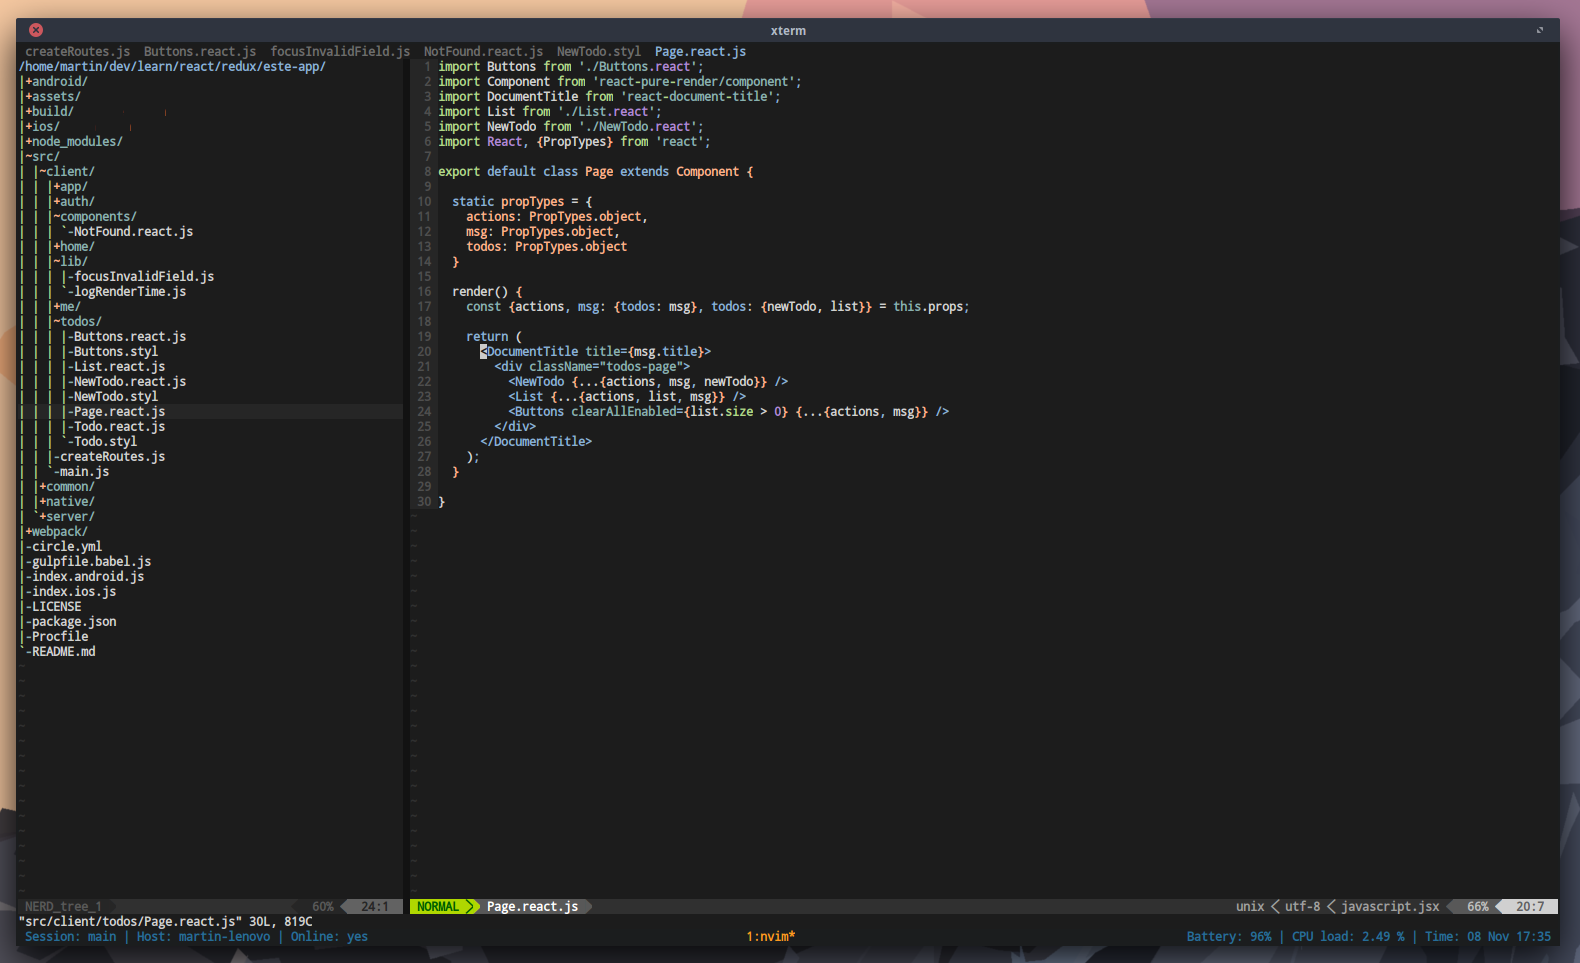 xterm
createRoutes.js Buttons.react.js focusInvalidField.js NotFound.react.js NewTodo.styl Page.react.js
/home/martin/dev/learn/react/redux/este-app/
|+android/
|+assets/
|+build/
|+ios/
|+node_modules/
|~src/
| |~client/
| | |+app/
| | |+auth/
| | |~components/
| | | `-NotFound.react.js
| | |+home/
| | |~lib/
| | | |-focusInvalidField.js
| | | `-logRenderTime.js
| | |+me/
| | |~todos/
| | | |-Buttons.react.js
| | | |-Buttons.styl
| | | |-List.react.js
| | | |-NewTodo.react.js
| | | |-NewTodo.styl
| | | |-Page.react.js
| | | |-Todo.react.js
| | | `-Todo.styl
| | |-createRoutes.js
| | `-main.js
| |+common/
| |+native/
| `+server/
|+webpack/
|-circle.yml
|-gulpfile.babel.js
|-index.android.js
|-index.ios.js
|-LICENSE
|-package.json
|-Procfile
`-README.md
1 import Buttons from './Buttons.react';
2 import Component from 'react-pure-render/component';
3 import DocumentTitle from 'react-document-title';
4 import List from './List.react';
5 import NewTodo from './NewTodo.react';
6 import React, {PropTypes} from 'react';
7
8 export default class Page extends Component {
9
10   static propTypes = {
11     actions: PropTypes.object,
12     msg: PropTypes.object,
13     todos: PropTypes.object
14   }
15
16   render() {
17     const {actions, msg: {todos: msg}, todos: {newTodo, list}} = this.props;
18
19     return (
20       <DocumentTitle title={msg.title}>
21         <div className="todos-page">
22           <NewTodo {...{actions, msg, newTodo}} />
23           <List {...{actions, list, msg}} />
24           <Buttons clearAllEnabled={list.size > 0} {...{actions, msg}} />
25         </div>
26       </DocumentTitle>
27     );
28   }
29
30 }
NERD_tree_1 60% 24:1
NORMAL Page.react.js unix < utf-8 < javascript.jsx 66% 20:7
"src/client/todos/Page.react.js" 30L, 819C
Session: main | Host: martin-lenovo | Online: yes 1:nvim* Battery: 96% | CPU load: 2.49 % | Time: 08 Nov 17:35